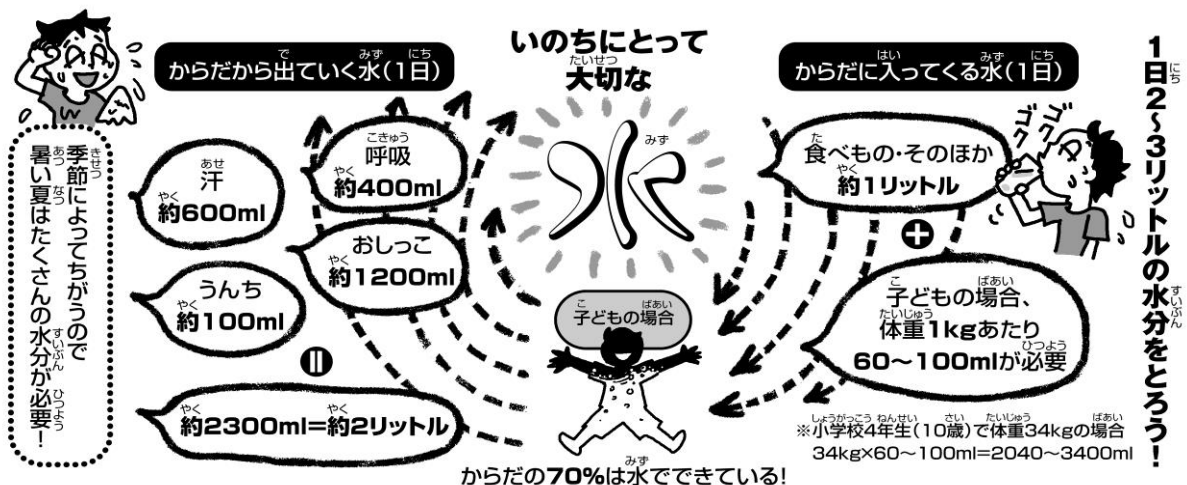 いのちにとって
大切な
水
1日2〜3リットルの水分をとろう!
からだに入ってくる水(1日)
ゴクゴク
ゴクゴク
食べもの・そのほか
約1リットル
+
子どもの場合、
体重1kgあたり
60〜100mlが必要
※小学校4年生(10歳)で体重34kgの場合
34kg×60〜100ml=2040〜3400ml
子どもの場合
からだの70%は水でできている!
からだから出ていく水(1日)
呼吸
約400ml
汗
約600ml
おしっこ
約1200ml
うんち
約100ml
=
約2300ml=約2リットル
季節によってちがうので
暑い夏はたくさんの水分が必要!